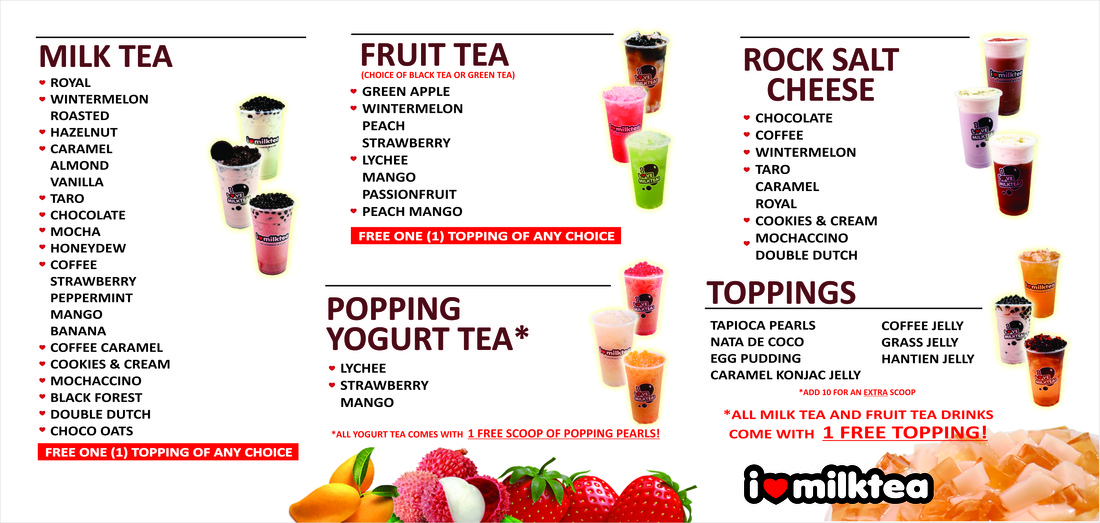 MILK TEA
ROYAL
WINTERMELON
ROASTED
HAZELNUT
CARAMEL
ALMOND
VANILLA
TARO
CHOCOLATE
MOCHA
HONEYDEW
COFFEE
STRAWBERRY
PEPPERMINT
MANGO
BANANA
COFFEE CARAMEL
COOKIES & CREAM
MOCHACCINO
BLACK FOREST
DOUBLE DUTCH
CHOCO OATS
FREE ONE (1) TOPPING OF ANY CHOICE
FRUIT TEA
(CHOICE OF BLACK TEA OR GREEN TEA)
GREEN APPLE
WINTERMELON
PEACH
STRAWBERRY
LYCHEE
MANGO
PASSIONFRUIT
PEACH MANGO
FREE ONE (1) TOPPING OF ANY CHOICE
POPPING
YOGURT TEA*
LYCHEE
STRAWBERRY
MANGO
*ALL YOGURT TEA COMES WITH 1 FREE SCOOP OF POPPING PEARLS!
ROCK SALT
CHEESE
CHOCOLATE
COFFEE
WINTERMELON
TARO
CARAMEL
ROYAL
COOKIES & CREAM
MOCHACCINO
DOUBLE DUTCH
TOPPINGS
TAPIOCA PEARLS
NATA DE COCO
EGG PUDDING
CARAMEL KONJAC JELLY
COFFEE JELLY
GRASS JELLY
HANTIEN JELLY
*ADD 10 FOR AN EXTRA SCOOP
*ALL MILK TEA AND FRUIT TEA DRINKS
COME WITH 1 FREE TOPPING!
i milktea